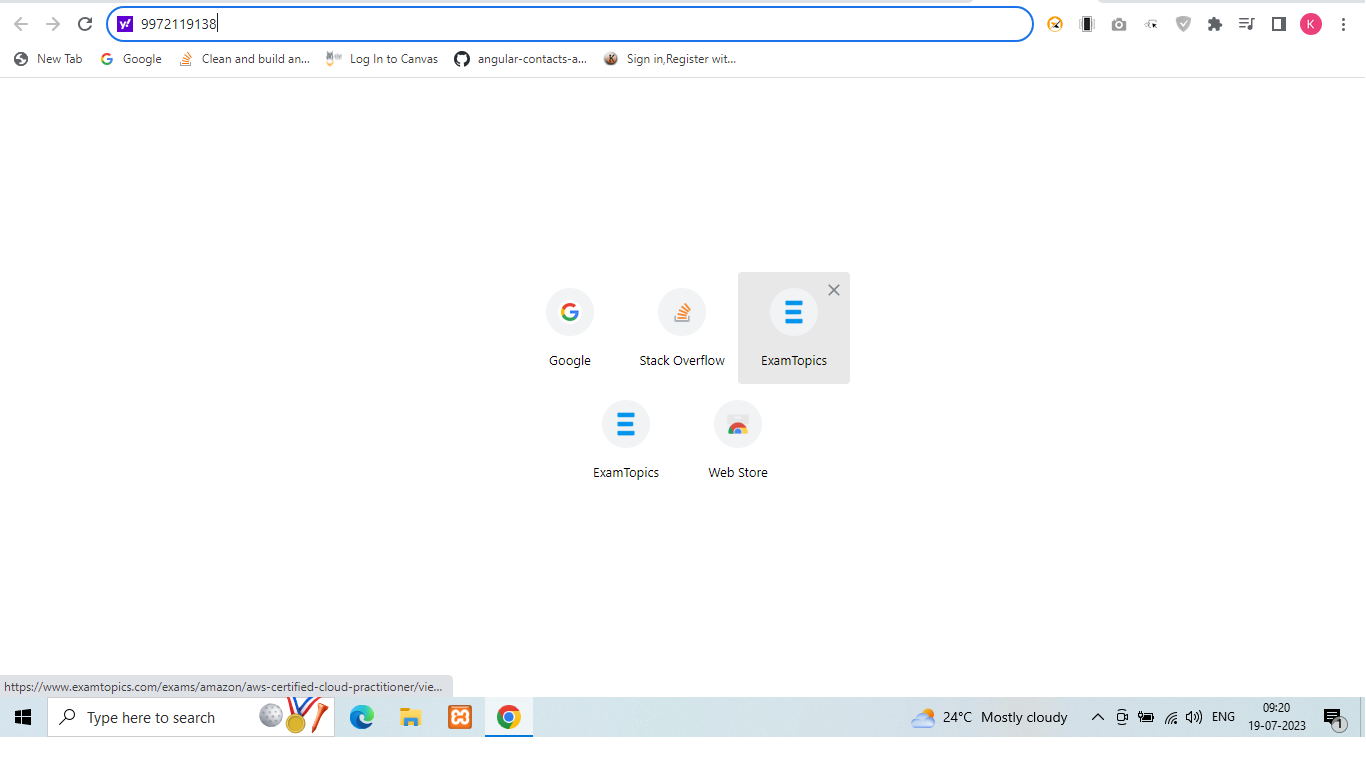 9972119138
New Tab Google Clean and build an... Log In to Canvas angular-contacts-a... Sign in,Register wit...
K
Google Stack Overflow ExamTopics
ExamTopics Web Store
https://www.examtopics.com/exams/amazon/aws-certified-cloud-practitioner/vie...
Type here to search 24°C Mostly cloudy ENG 09:20
19-07-2023
1